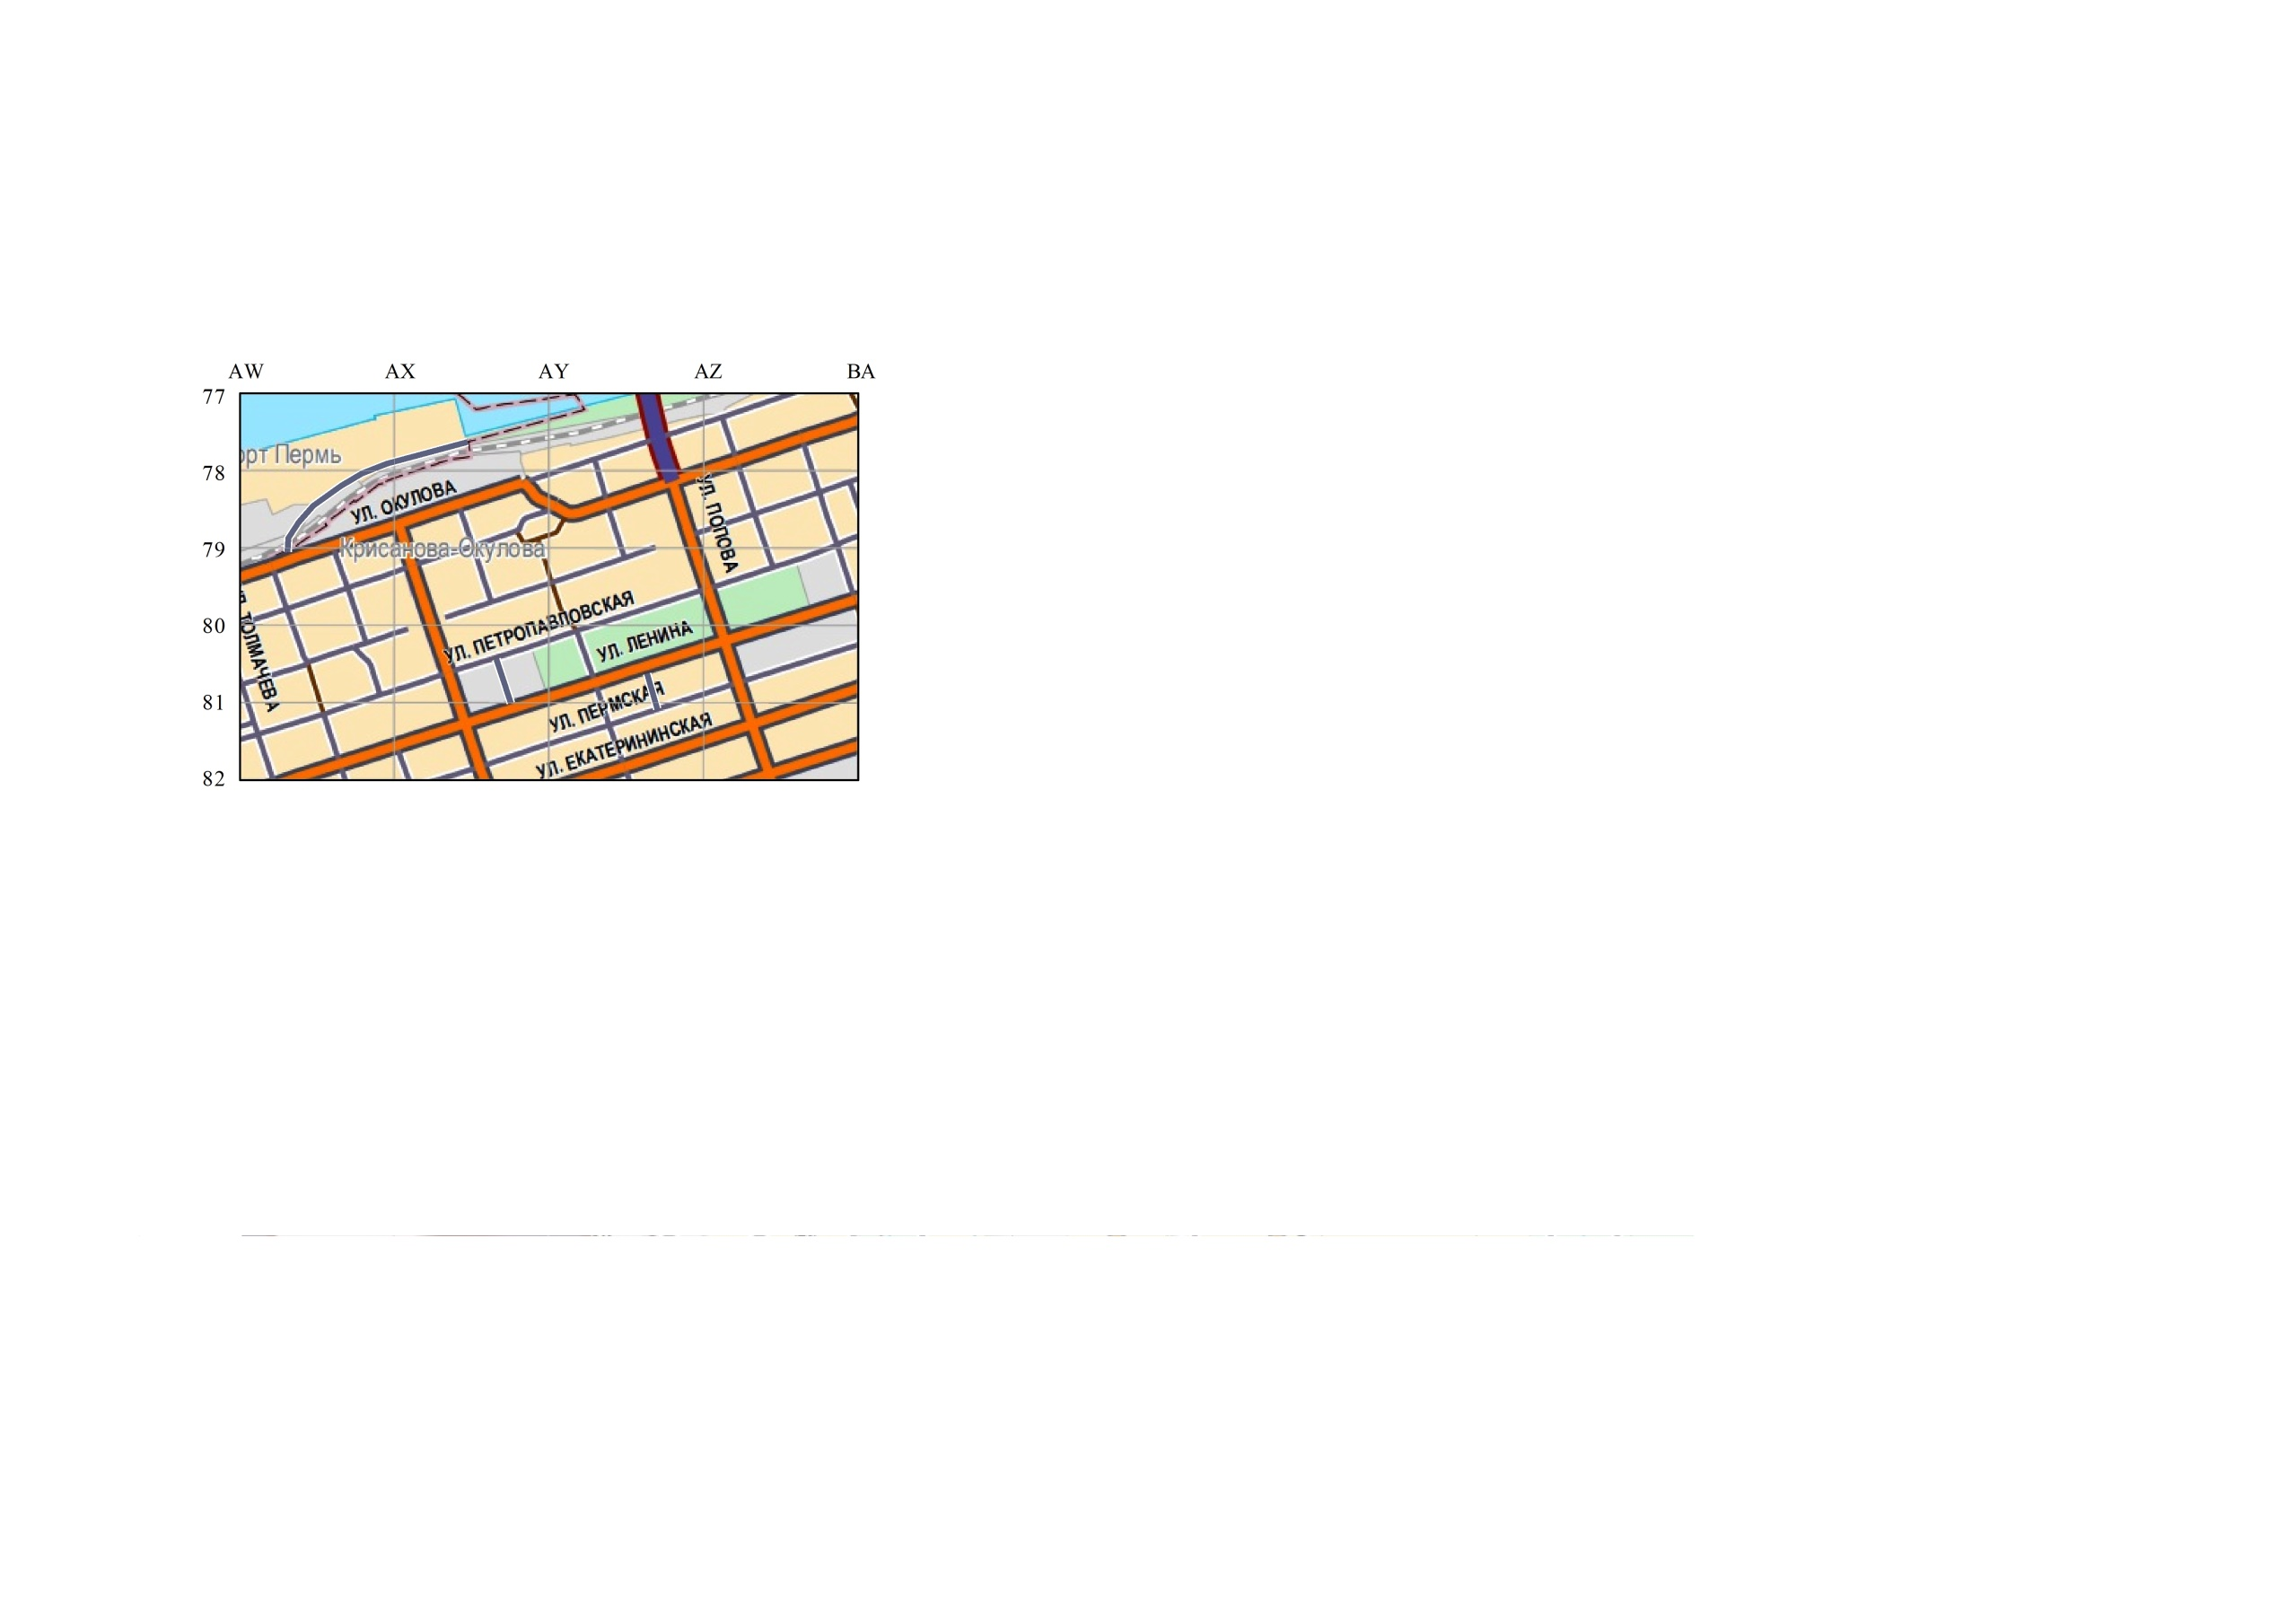 AW AX AY AZ BA
77
орт Пермь
78
УЛ. ОКУЛОВА
УЛ. ПОПОВА
79
Крисанова-Окулова
80
ТОЛМАЧЕВА
УЛ. ПЕТРОПАВЛОВСКАЯ
УЛ. ЛЕНИНА
81
УЛ. ПЕРМСКАЯ
УЛ. ЕКАТЕРИНИНСКАЯ
82